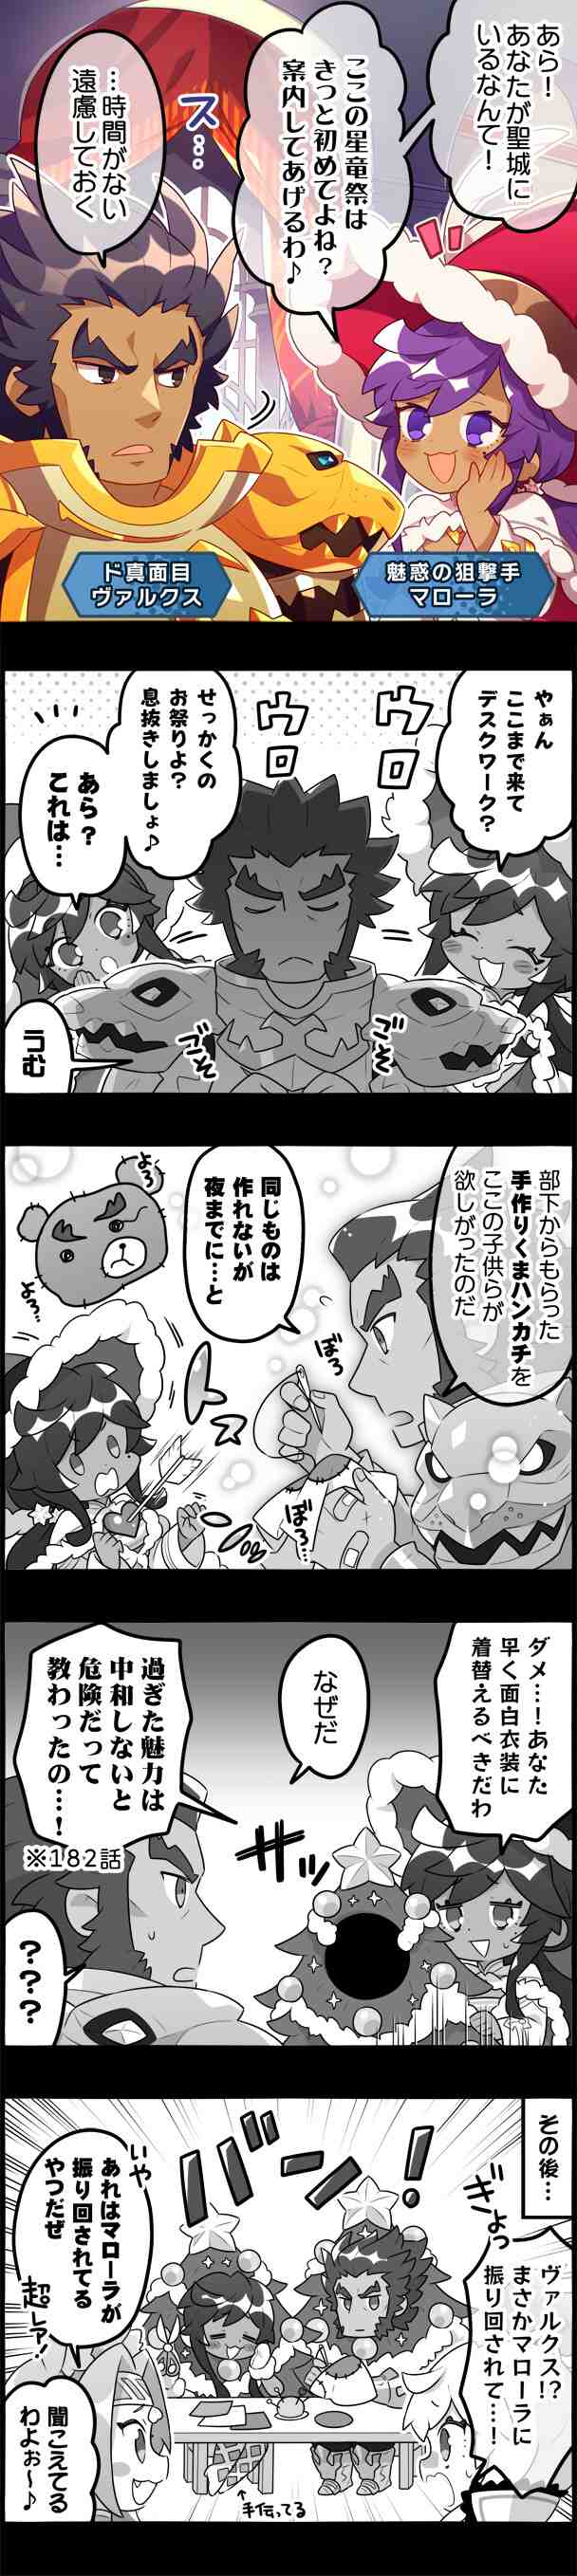 あら！
あなたが聖城に
いるなんて！
ここの星竜祭は
きっと初めてよね？
案内してあげるわ♪
ス…
…時間がない
遠慮しておく
魅惑の狙撃手
マローラ
ド真面目
ヴァルクス
やぁん
ここまで来て
デスクワーク？
ウロ
ウロ
せっかくの
お祭りよ？
息抜きしましょ♪
あら？
これは…
ごそ
ごそ
うむ
部下からもらった
手作りくまハンカチを
ここの子供らが
欲しがったのだ
同じものは
作れないが
夜までに…と
よろ
よろ…
ぼろ
ぼろ…
トス
ダメ…！あなた
早く面白衣装に
着替えるべきだわ
なぜだ
ザッ
過ぎた魅力は
中和しないと
危険だって
教わったの…！
※182話
？？？
その後…
ぎょっ
ヴァルクス!?
まさかマローラに
振り回されて…！
バーン！
いや
あれはマローラが
振り回されてる
やつだぜ
超レア！
聞こえてる
わよぉ～♪
↑手伝ってる